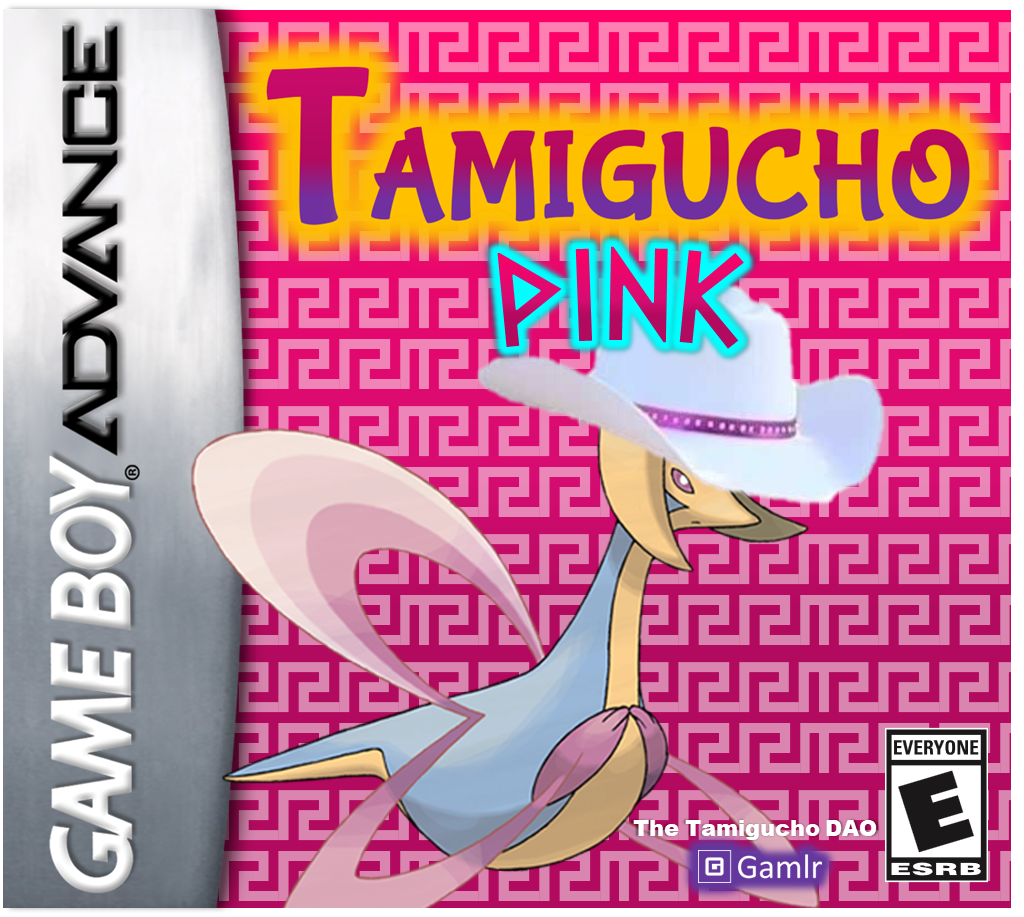 GAME BOY ADVANCE
®
TAMIGUCHO
PINK
The Tamigucho DAO
G Gamlr
EVERYONE
E
ESRB